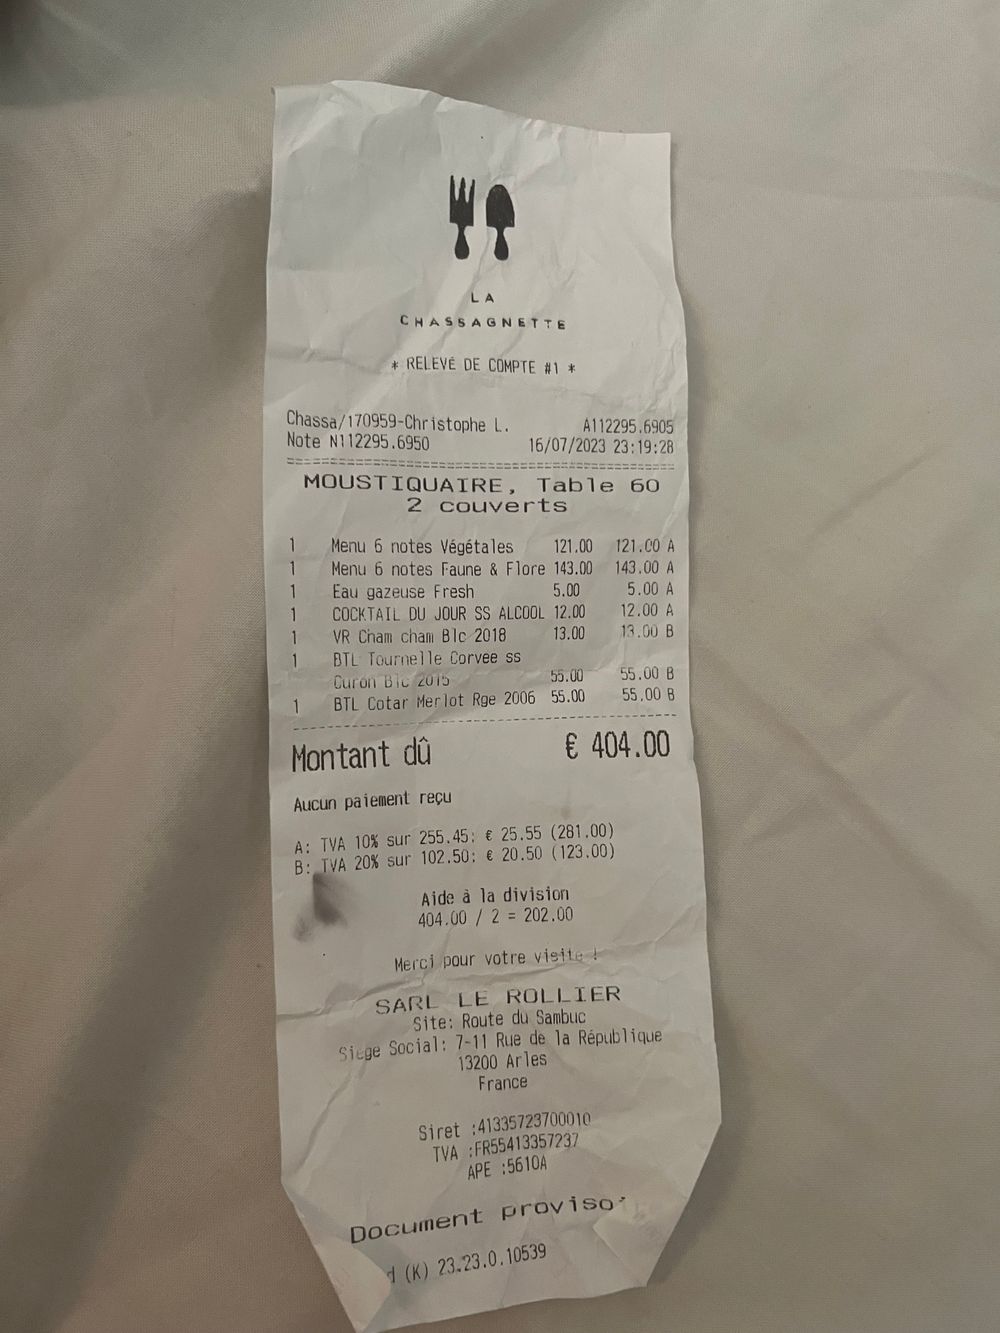 LA
CHASSAGNETTE
* RELEVÉ DE COMPTE #1 *
Chassa/170959-Christophe L. A112295.6905
Note N112295.6950 16/07/2023 23:19:28
MOUSTIQUAIRE, Table 60
2 couverts
1 Menu 6 notes Végétales 121.00 121.00 A
1 Menu 6 notes Faune & Flore 143.00 143.00 A
1 Eau gazeuse Fresh 5.00 5.00 A
1 COCKTAIL DU JOUR SS ALCOOL 12.00 12.00 A
1 VR Cham cham Blc 2018 13.00 13.00 B
1 BTL Tournelle Corvee ss
Curon Blc 2015 55.00 55.00 B
1 BTL Cotar Merlot Rge 2006 55.00 55.00 B
Montant dû € 404.00
Aucun paiement reçu
A: TVA 10% sur 255.45: € 25.55 (281.00)
B: TVA 20% sur 102.50: € 20.50 (123.00)
Aide à la division
404.00 / 2 = 202.00
Merci pour votre visite !
SARL LE ROLLIER
Site: Route du Sambuc
Siège Social: 7-11 Rue de la République
13200 Arles
France
Siret :41335723700010
TVA :FR55413357237
APE :5610A
Document proviso
d (K) 23.23.0.10539